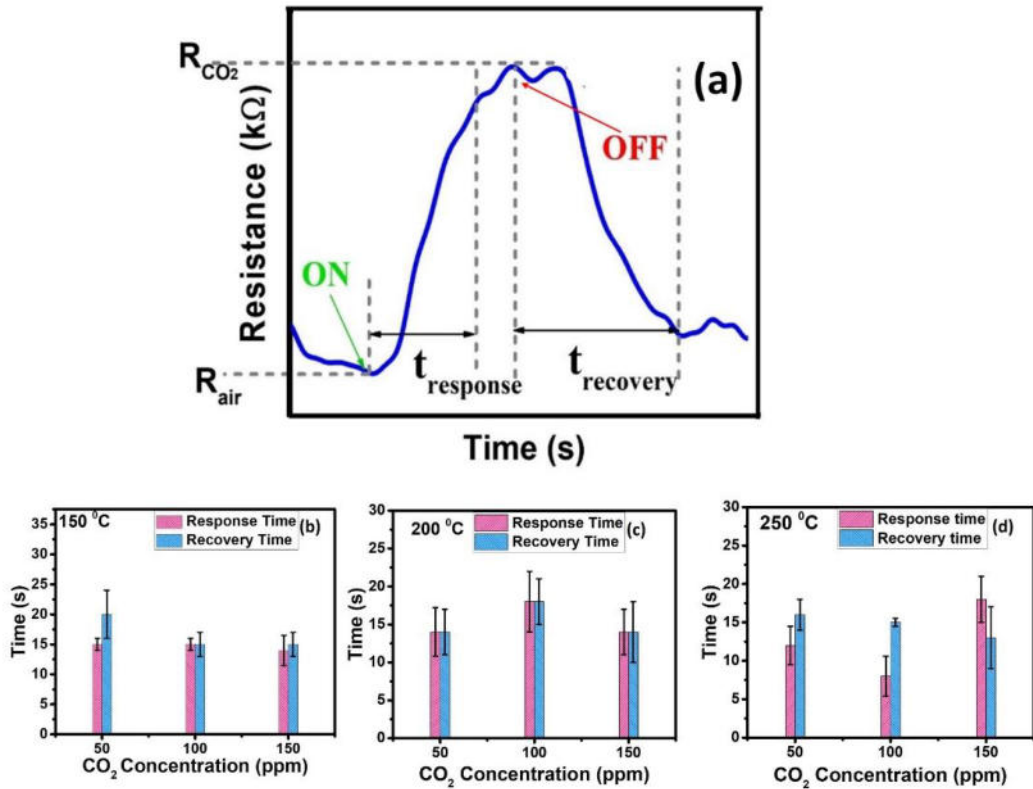 (a)
R_CO₂
OFF
ON
R_air
t_response
t_recovery
Resistance (kΩ)
Time (s)
150 ⁰C
Response Time
Recovery Time
(b)
35
30
25
20
15
10
5
0
50
100
150
Time (s)
CO₂ Concentration (ppm)
200 ⁰C
Response Time
Recovery Time
(c)
30
25
20
15
10
5
0
50
100
150
Time (s)
CO₂ Concentration (ppm)
250 ⁰C
Response time
Recovery time
(d)
30
25
20
15
10
5
0
50
100
150
Time (s)
CO₂ Concentration (ppm)